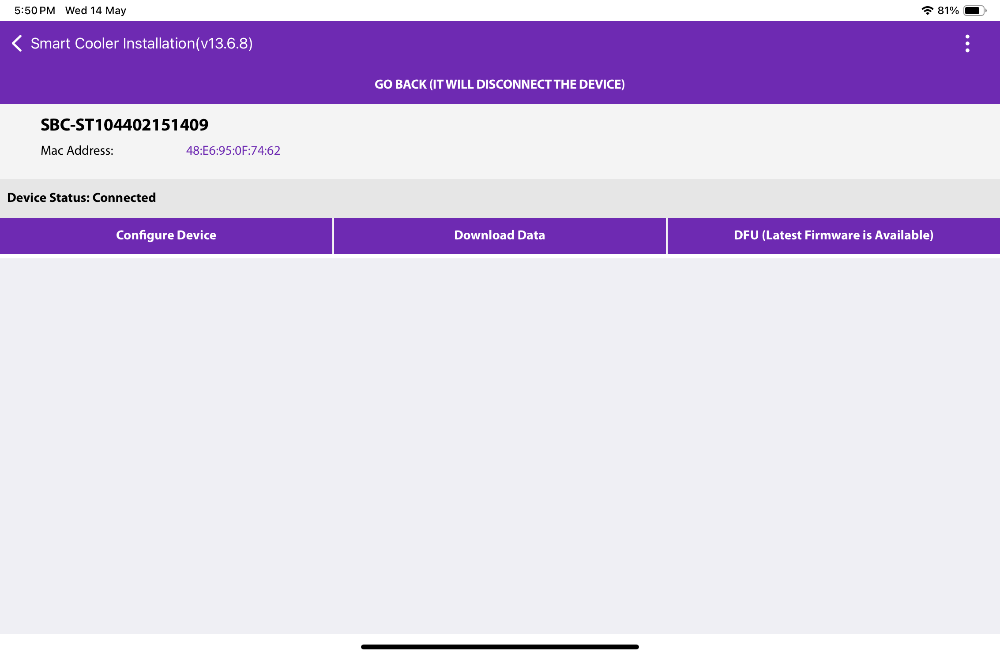 5:50 PM Wed 14 May 81%
Smart Cooler Installation(v13.6.8)
GO BACK (IT WILL DISCONNECT THE DEVICE)
SBC-ST104402151409
Mac Address: 48:E6:95:0F:74:62
Device Status: Connected
Configure Device Download Data DFU (Latest Firmware is Available)